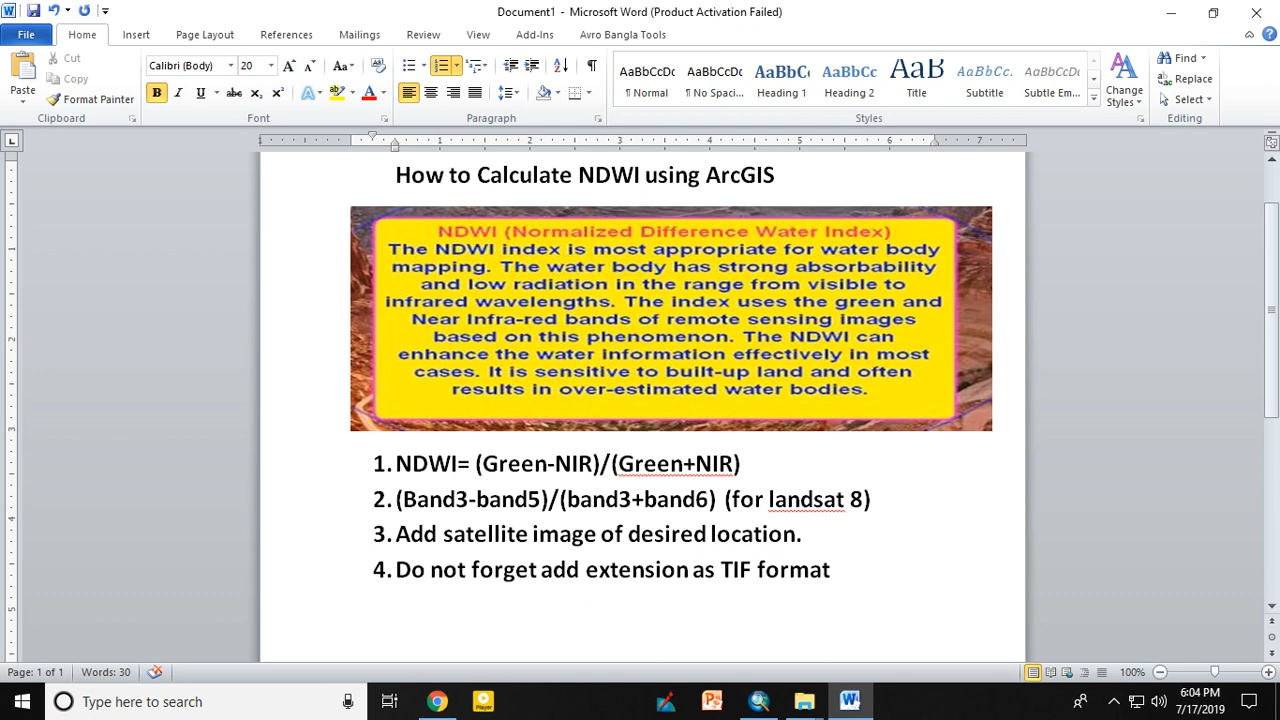 Document1 - Microsoft Word (Product Activation Failed)
File Home Insert Page Layout References Mailings Review View Add-Ins Avro Bangla Tools
Paste
Cut
Copy
Format Painter
Clipboard
Calibri (Body) 20
Font
Paragraph
AaBbCcDc AaBbCcDc AaBbC AaBbCc AaB AaBbCc. AaBbCcDc
¶ Normal ¶ No Spaci... Heading 1 Heading 2 Title Subtitle Subtle Em...
Styles
Change Styles
Find
Replace
Select
Editing
How to Calculate NDWI using ArcGIS
NDWI (Normalized Difference Water Index)
The NDWI index is most appropriate for water body
mapping. The water body has strong absorbability
and low radiation in the range from visible to
infrared wavelengths. The index uses the green and
Near Infra-red bands of remote sensing images
based on this phenomenon. The NDWI can
enhance the water information effectively in most
cases. It is sensitive to built-up land and often
results in over-estimated water bodies.
1. NDWI= (Green-NIR)/(Green+NIR)
2. (Band3-band5)/(band3+band6) (for landsat 8)
3. Add satellite image of desired location.
4. Do not forget add extension as TIF format
Page: 1 of 1 Words: 30 100%
Type here to search
6:04 PM
7/17/2019